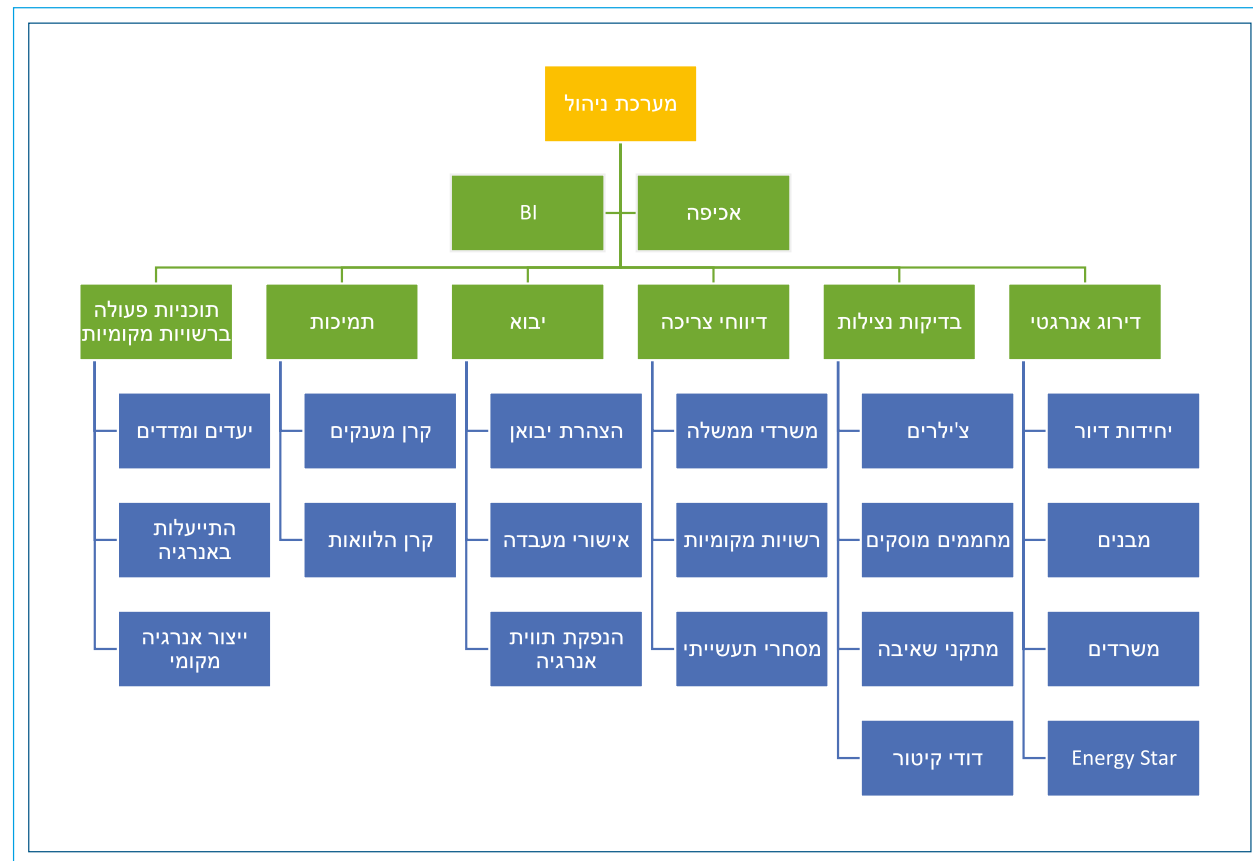 מערכת ניהול
אכיפה
BI
דירוג אנרגטי
בדיקות נצילות
דיווחי צריכה
יבוא
תמיכות
תוכניות פעולה
ברשויות מקומיות
יחידות דיור
צ'ילרים
משרדי ממשלה
הצהרת יבואן
קרן מענקים
יעדים ומדדים
מבנים
מחממים מוסקים
רשויות מקומיות
אישורי מעבדה
קרן הלוואות
התייעלות
באנרגיה
משרדים
מתקני שאיבה
מסחרי תעשייתי
הנפקת תווית
אנרגיה
ייצור אנרגיה
מקומי
Energy Star
דודי קיטור